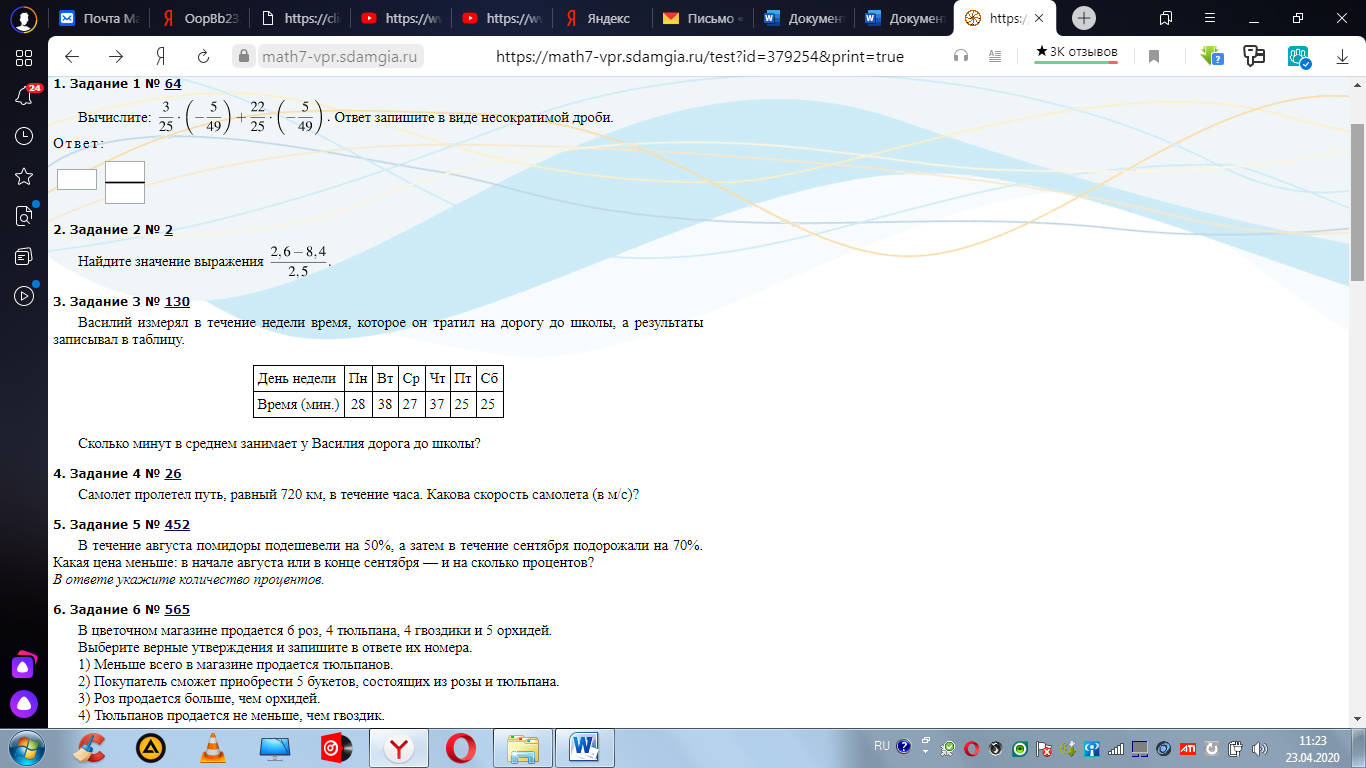 Почта Ма
OopBb23
https://cli
https://ww
https://ww
Яндекс
Письмо «
Документ
Документ
https:/
math7-vpr.sdamgia.ru
https://math7-vpr.sdamgia.ru/test?id=379254&print=true
★ 3К отзывов
24
1. Задание 1 № 64
Вычислите: 3/25 · (−5/49) + 22/25 · (−5/49). Ответ запишите в виде несократимой дроби.
Ответ:
2. Задание 2 № 2
Найдите значение выражения (2,6 − 8,4)/2,5.
3. Задание 3 № 130
Василий измерял в течение недели время, которое он тратил на дорогу до школы, а результаты
записывал в таблицу.
День недели Пн Вт Ср Чт Пт Сб
Время (мин.) 28 38 27 37 25 25
Сколько минут в среднем занимает у Василия дорога до школы?
4. Задание 4 № 26
Самолет пролетел путь, равный 720 км, в течение часа. Какова скорость самолета (в м/с)?
5. Задание 5 № 452
В течение августа помидоры подешевели на 50%, а затем в течение сентября подорожали на 70%.
Какая цена меньше: в начале августа или в конце сентября — и на сколько процентов?
В ответе укажите количество процентов.
6. Задание 6 № 565
В цветочном магазине продается 6 роз, 4 тюльпана, 4 гвоздики и 5 орхидей.
Выберите верные утверждения и запишите в ответе их номера.
1) Меньше всего в магазине продается тюльпанов.
2) Покупатель сможет приобрести 5 букетов, состоящих из розы и тюльпана.
3) Роз продается больше, чем орхидей.
4) Тюльпанов продается не меньше, чем гвоздик.
RU
11:23
23.04.2020